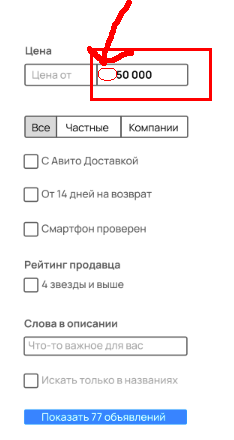 Цена
Цена от
50 000
Все Частные Компании
С Авито Доставкой
От 14 дней на возврат
Смартфон проверен
Рейтинг продавца
4 звезды и выше
Слова в описании
Что-то важное для вас
Искать только в названиях
Показать 77 объявлений